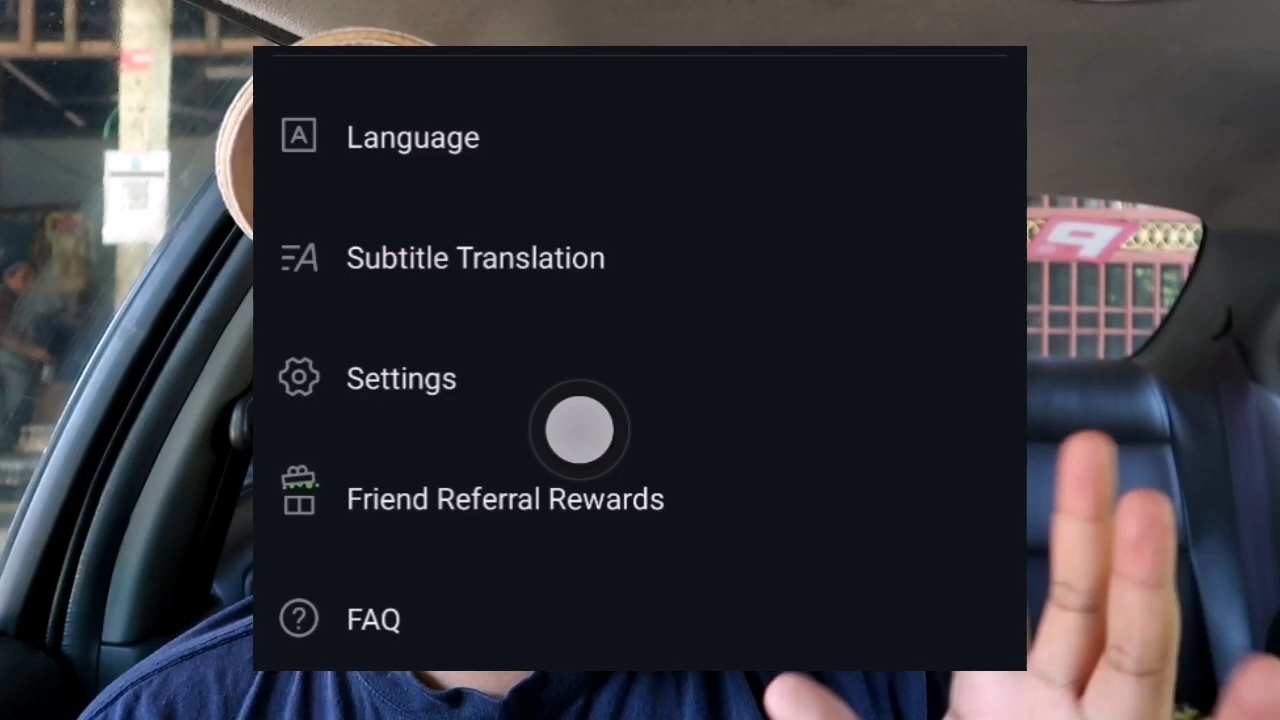 Language
Subtitle Translation
Settings
Friend Referral Rewards
FAQ